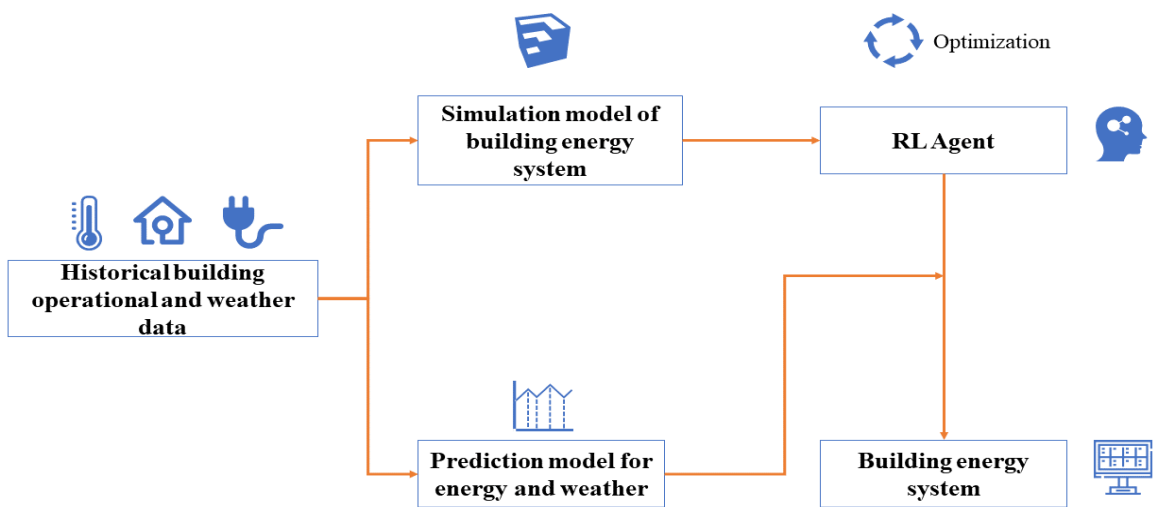 Optimization
Simulation model of
building energy
system
RL Agent
Historical building
operational and weather
data
Prediction model for
energy and weather
Building energy
system